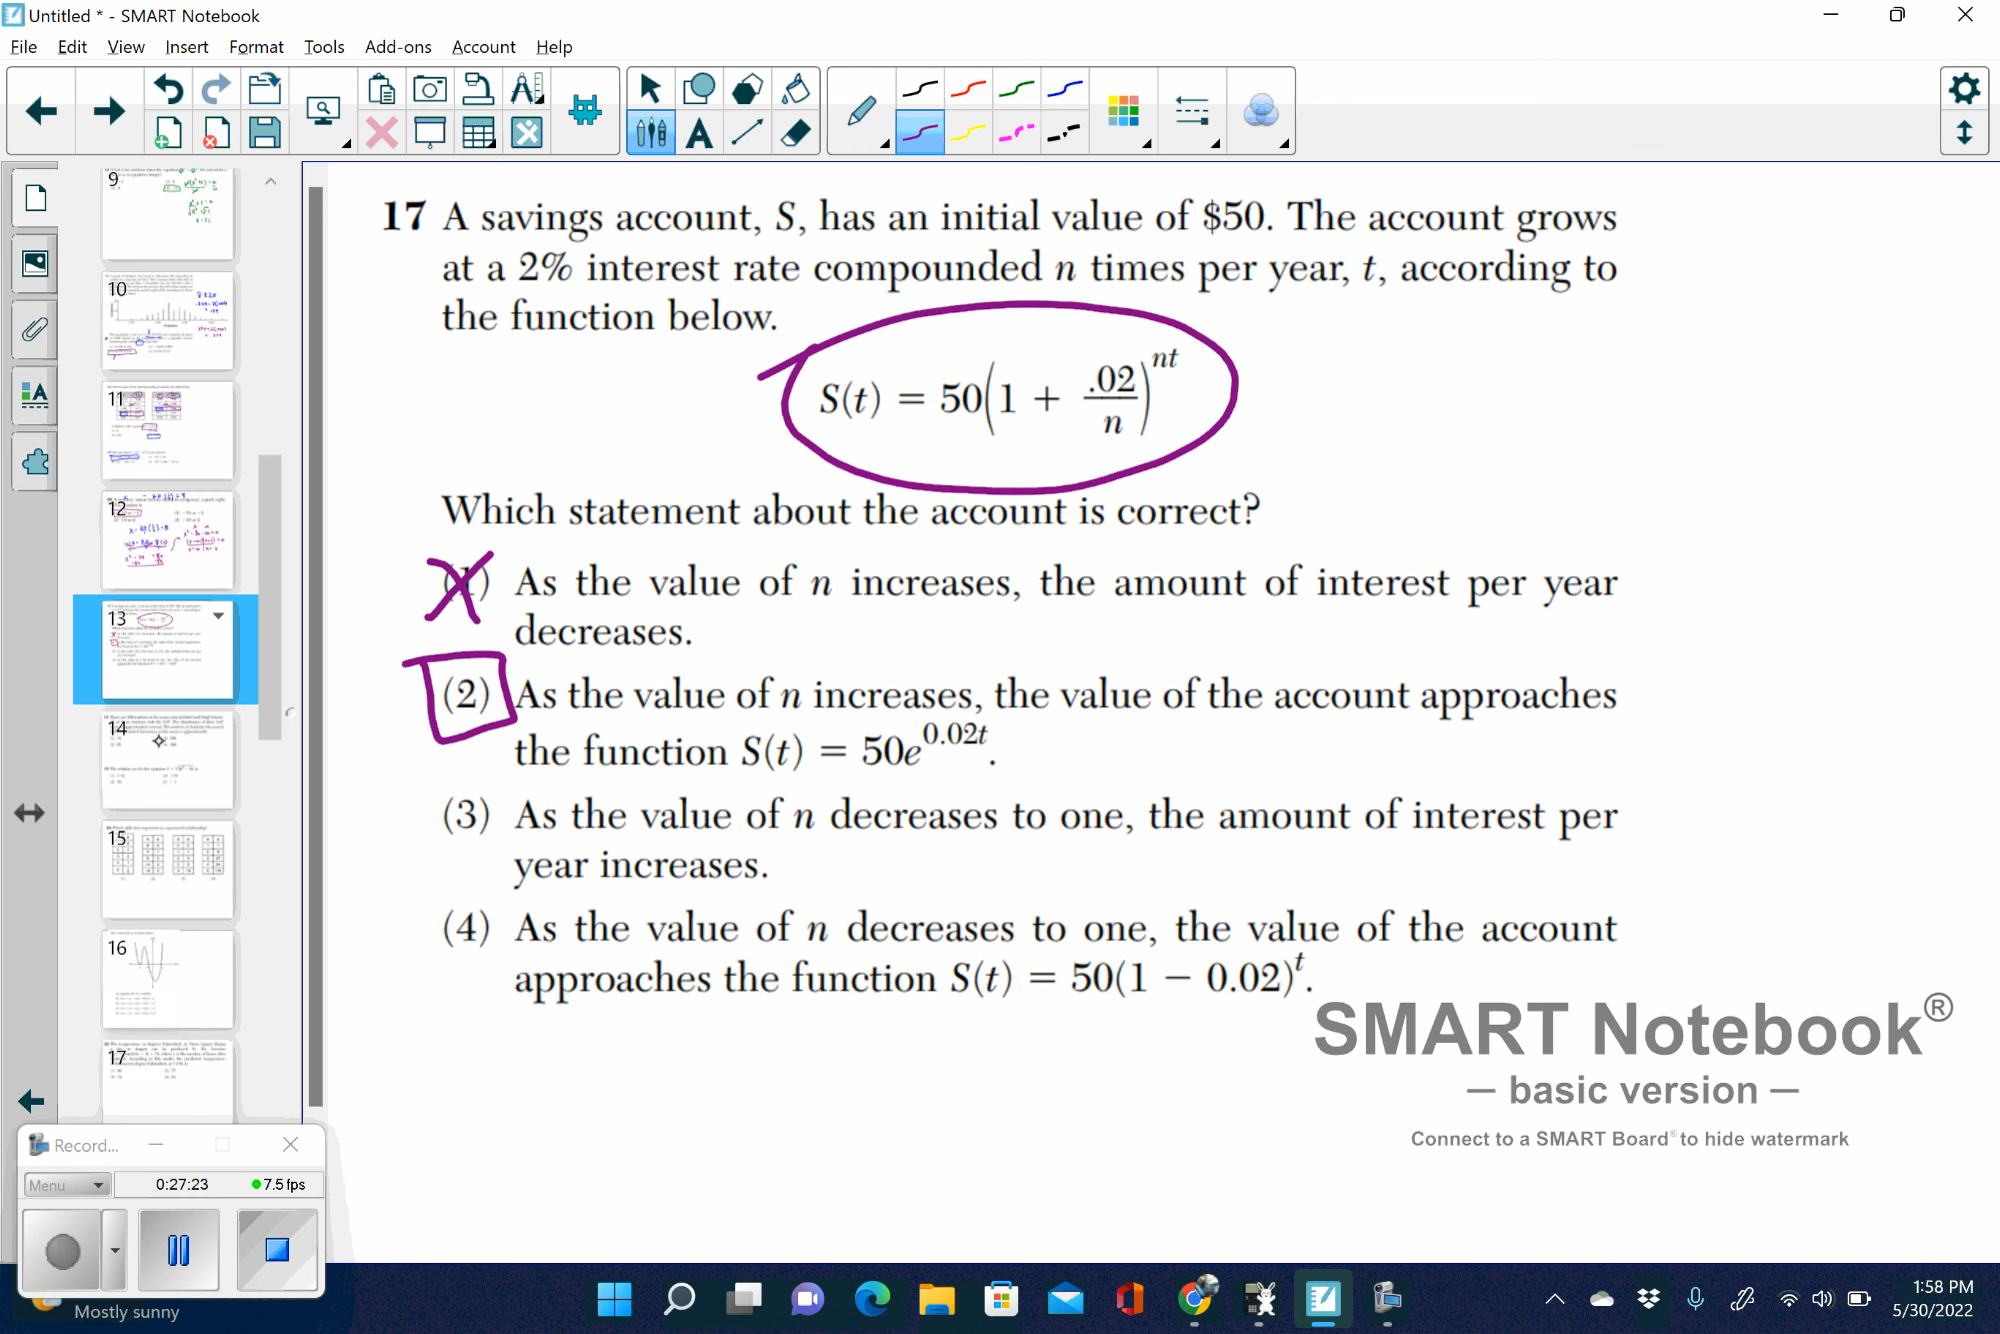 Untitled * - SMART Notebook
File Edit View Insert Format Tools Add-ons Account Help
9
10
11
12
13
14
15
16
17
17 A savings account, S, has an initial value of $50. The account grows
at a 2% interest rate compounded n times per year, t, according to
the function below.
S(t) = 50(1 + .02/n)^nt
Which statement about the account is correct?
(1) As the value of n increases, the amount of interest per year
decreases.
(2) As the value of n increases, the value of the account approaches
the function S(t) = 50e^0.02t.
(3) As the value of n decreases to one, the amount of interest per
year increases.
(4) As the value of n decreases to one, the value of the account
approaches the function S(t) = 50(1 − 0.02)^t.
SMART Notebook®
— basic version —
Connect to a SMART Board® to hide watermark
Record...
Menu 0:27:23 7.5 fps
Mostly sunny
1:58 PM
5/30/2022